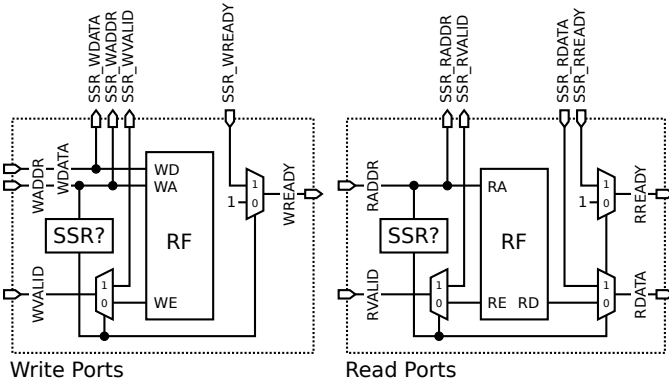 SSR_WDATA
SSR_WADDR
SSR_WVALID
SSR_WREADY
SSR_RADDR
SSR_RVALID
SSR_RDATA
SSR_RREADY
WADDR
WDATA
WD
WA
SSR?
RF
1
0
1
WREADY
WVALID
1
0
WE
RADDR
RA
SSR?
RF
1
0
1
RREADY
RVALID
1
0
RE RD
1
0
RDATA
Write Ports
Read Ports